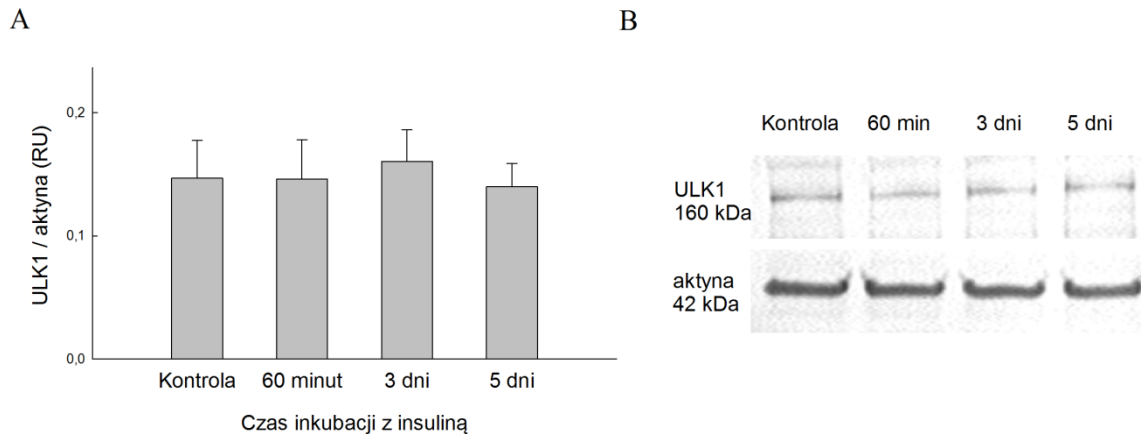 A
ULK1 / aktyna (RU)
0,2
0,1
0,0
Kontrola 60 minut 3 dni 5 dni
Czas inkubacji z insuliną
B
Kontrola 60 min 3 dni 5 dni
ULK1
160 kDa
aktyna
42 kDa